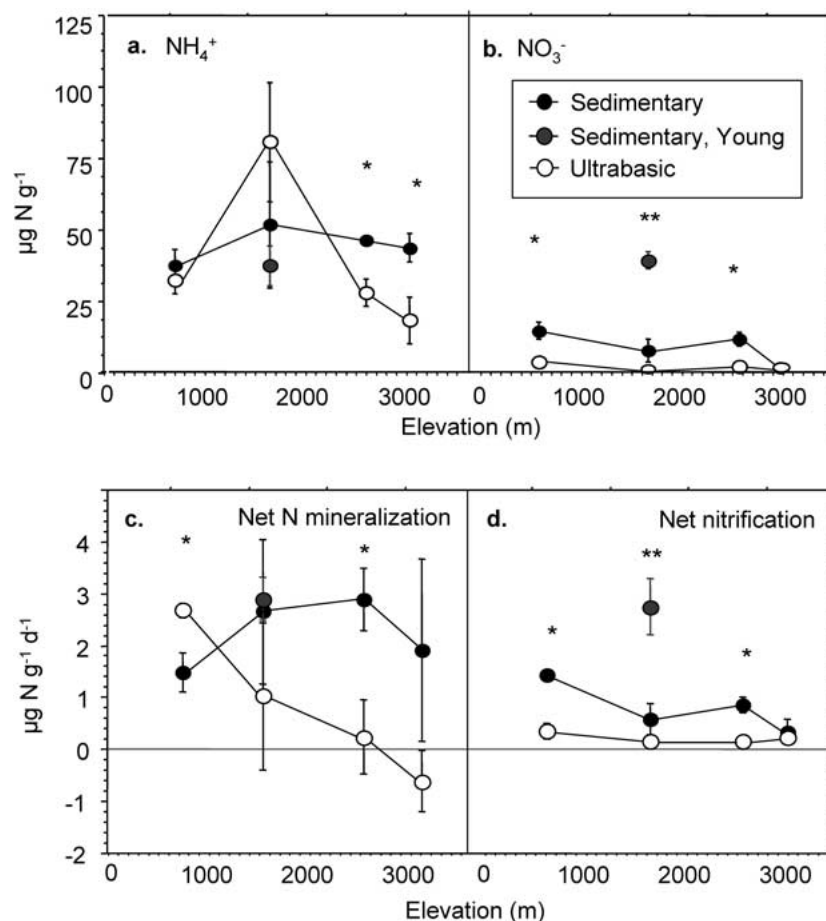 125
100
75
50
25
0
µg N g⁻¹
a. NH₄⁺
*
*
b. NO₃⁻
Sedimentary
Sedimentary, Young
Ultrabasic
*
**
*
0 1000 2000 3000
0 1000 2000 3000
Elevation (m)
4
3
2
1
0
-1
-2
µg N g⁻¹ d⁻¹
c. Net N mineralization
*
*
d. Net nitrification
*
**
*
0 1000 2000 3000
0 1000 2000 3000
Elevation (m)